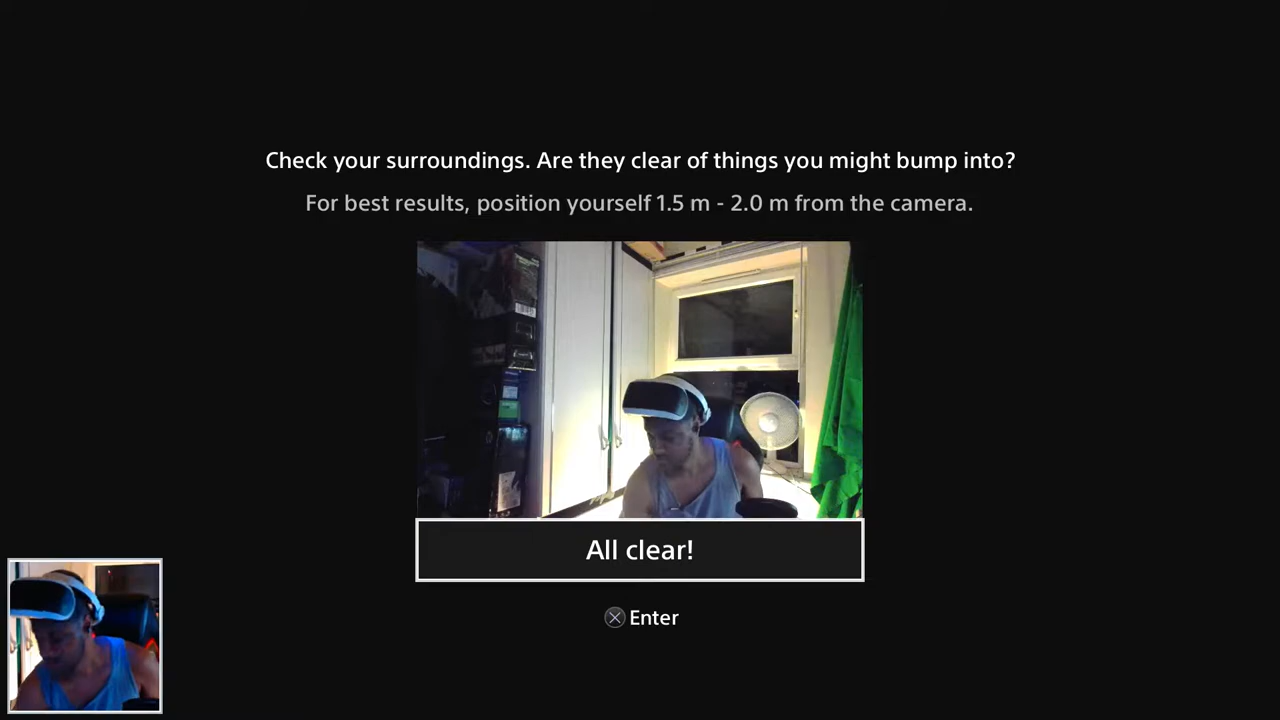 Check your surroundings. Are they clear of things you might bump into?
For best results, position yourself 1.5 m - 2.0 m from the camera.
All clear!
Enter